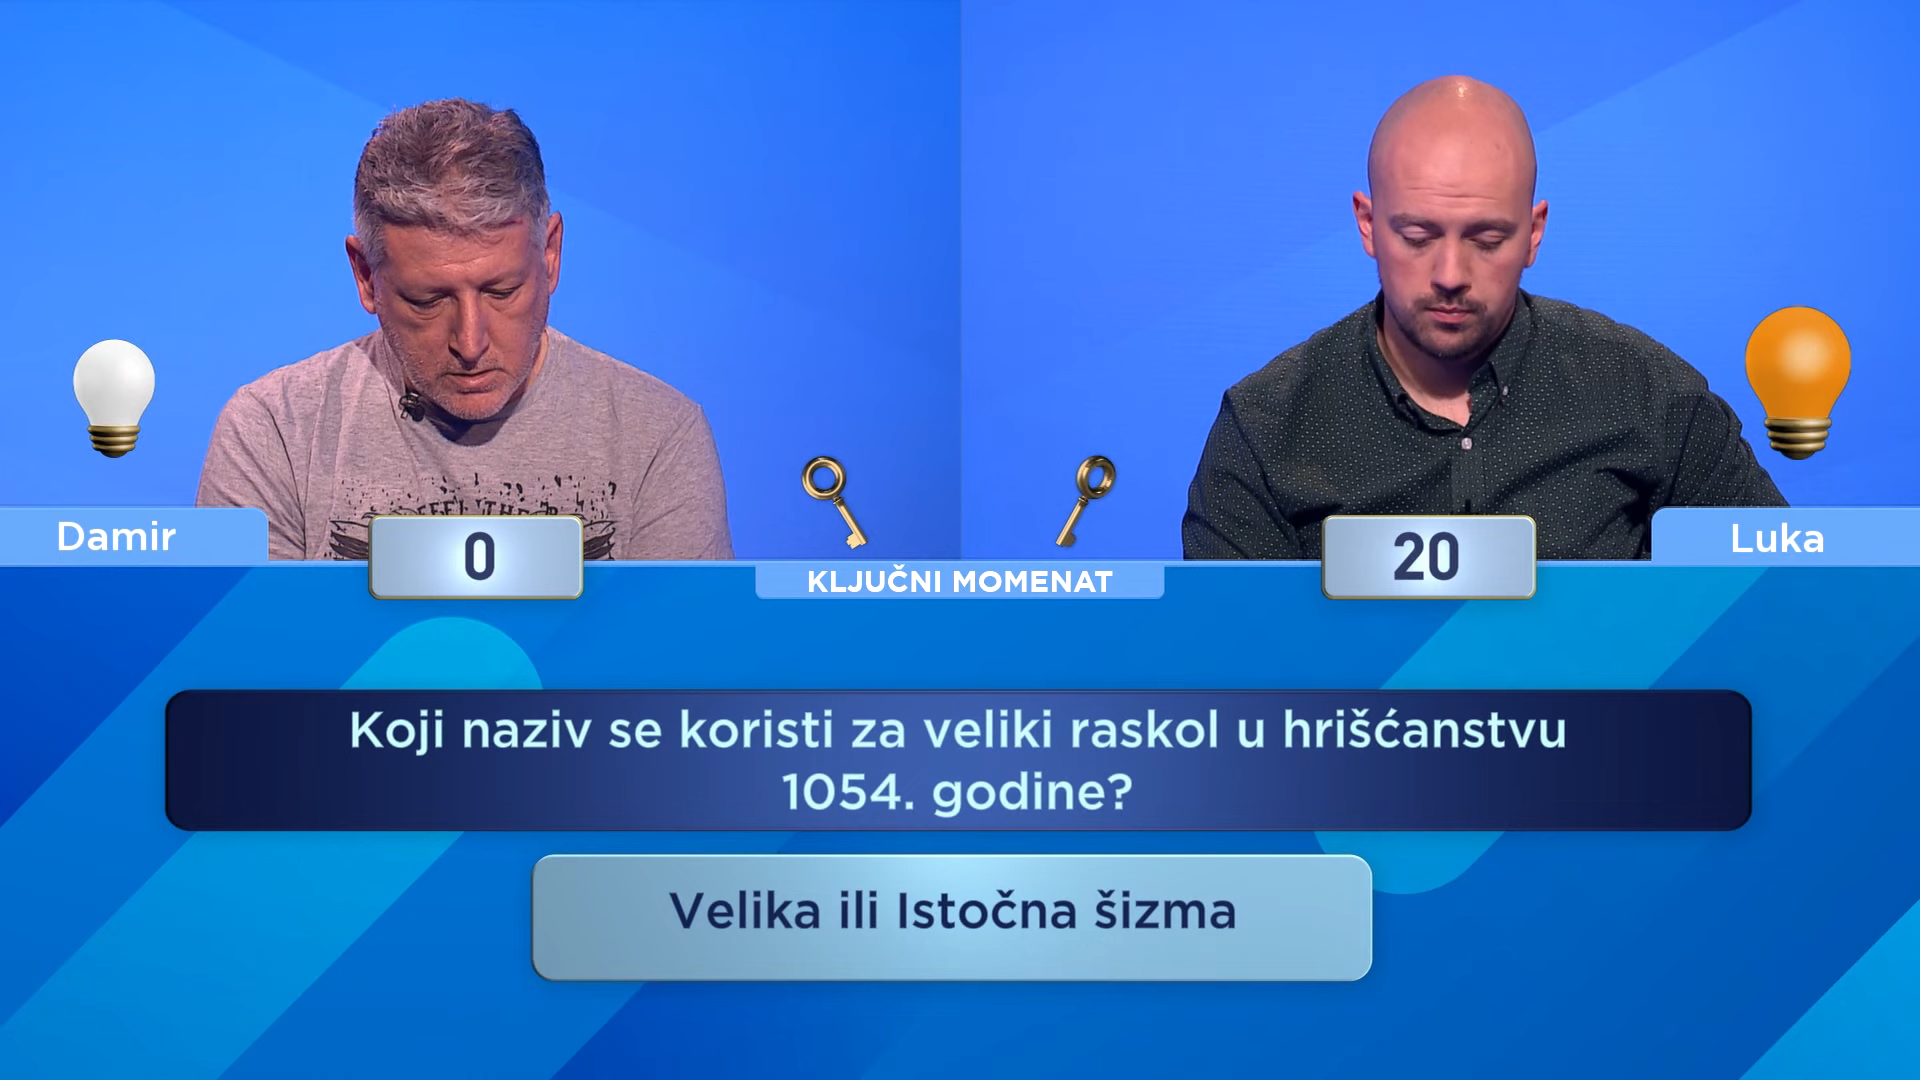 Damir
0
KLJUČNI MOMENAT
20
Luka
Koji naziv se koristi za veliki raskol u hrišćanstvu
1054. godine?
Velika ili Istočna šizma